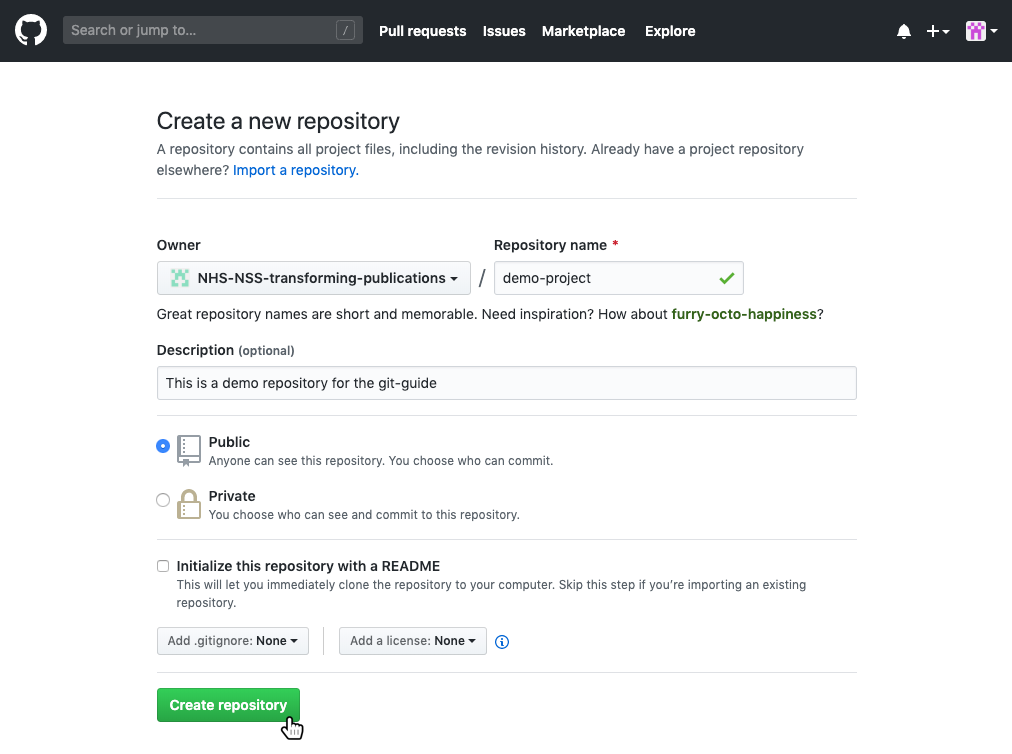 Search or jump to... /
Pull requests Issues Marketplace Explore
Create a new repository
A repository contains all project files, including the revision history. Already have a project repository
elsewhere? Import a repository.
Owner Repository name *
NHS-NSS-transforming-publications / demo-project
Great repository names are short and memorable. Need inspiration? How about furry-octo-happiness?
Description (optional)
This is a demo repository for the git-guide
Public
Anyone can see this repository. You choose who can commit.
Private
You choose who can see and commit to this repository.
Initialize this repository with a README
This will let you immediately clone the repository to your computer. Skip this step if you’re importing an existing
repository.
Add .gitignore: None Add a license: None
Create repository